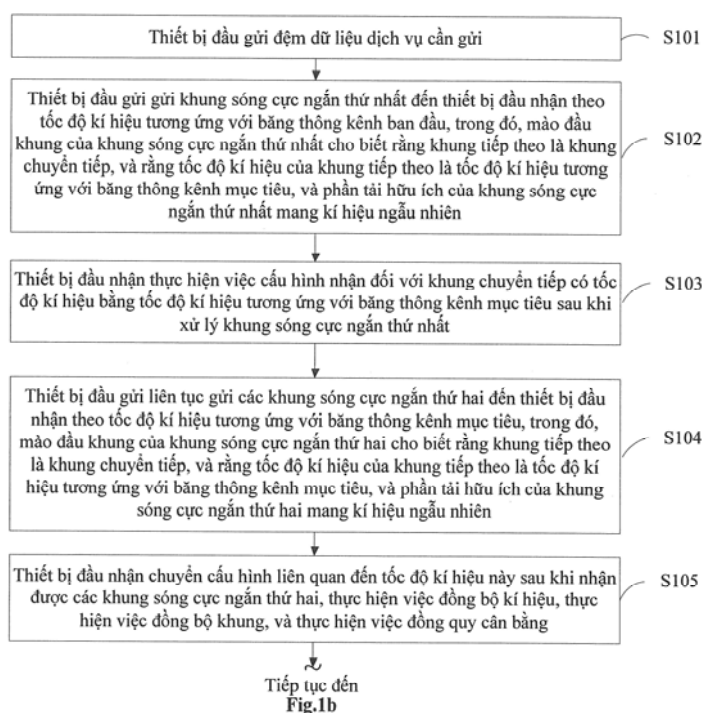 Thiết bị đầu gửi đệm dữ liệu dịch vụ cần gửi
S101
Thiết bị đầu gửi gửi khung sóng cực ngắn thứ nhất đến thiết bị đầu nhận theo
tốc độ kí hiệu tương ứng với băng thông kênh ban đầu, trong đó, mào đầu
khung của khung sóng cực ngắn thứ nhất cho biết rằng khung tiếp theo là khung
chuyển tiếp, và rằng tốc độ kí hiệu của khung tiếp theo là tốc độ kí hiệu tương
ứng với băng thông kênh mục tiêu, và phần tải hữu ích của khung sóng cực
ngắn thứ nhất mang kí hiệu ngẫu nhiên
S102
Thiết bị đầu nhận thực hiện việc cấu hình nhận đối với khung chuyển tiếp có tốc
độ kí hiệu bằng tốc độ kí hiệu tương ứng với băng thông kênh mục tiêu sau khi
xử lý khung sóng cực ngắn thứ nhất
S103
Thiết bị đầu gửi liên tục gửi các khung sóng cực ngắn thứ hai đến thiết bị đầu
nhận theo tốc độ kí hiệu tương ứng với băng thông kênh mục tiêu, trong đó,
mào đầu khung của khung sóng cực ngắn thứ hai cho biết rằng khung tiếp theo
là khung chuyển tiếp, và rằng tốc độ kí hiệu của khung tiếp theo là tốc độ kí
hiệu tương ứng với băng thông kênh mục tiêu, và phần tải hữu ích của khung
sóng cực ngắn thứ hai mang kí hiệu ngẫu nhiên
S104
Thiết bị đầu nhận chuyển cấu hình liên quan đến tốc độ kí hiệu này sau khi nhận
được các khung sóng cực ngắn thứ hai, thực hiện việc đồng bộ kí hiệu, thực
hiện việc đồng bộ khung, và thực hiện việc đồng quy cân bằng
S105
Tiếp tục đến
Fig.1b